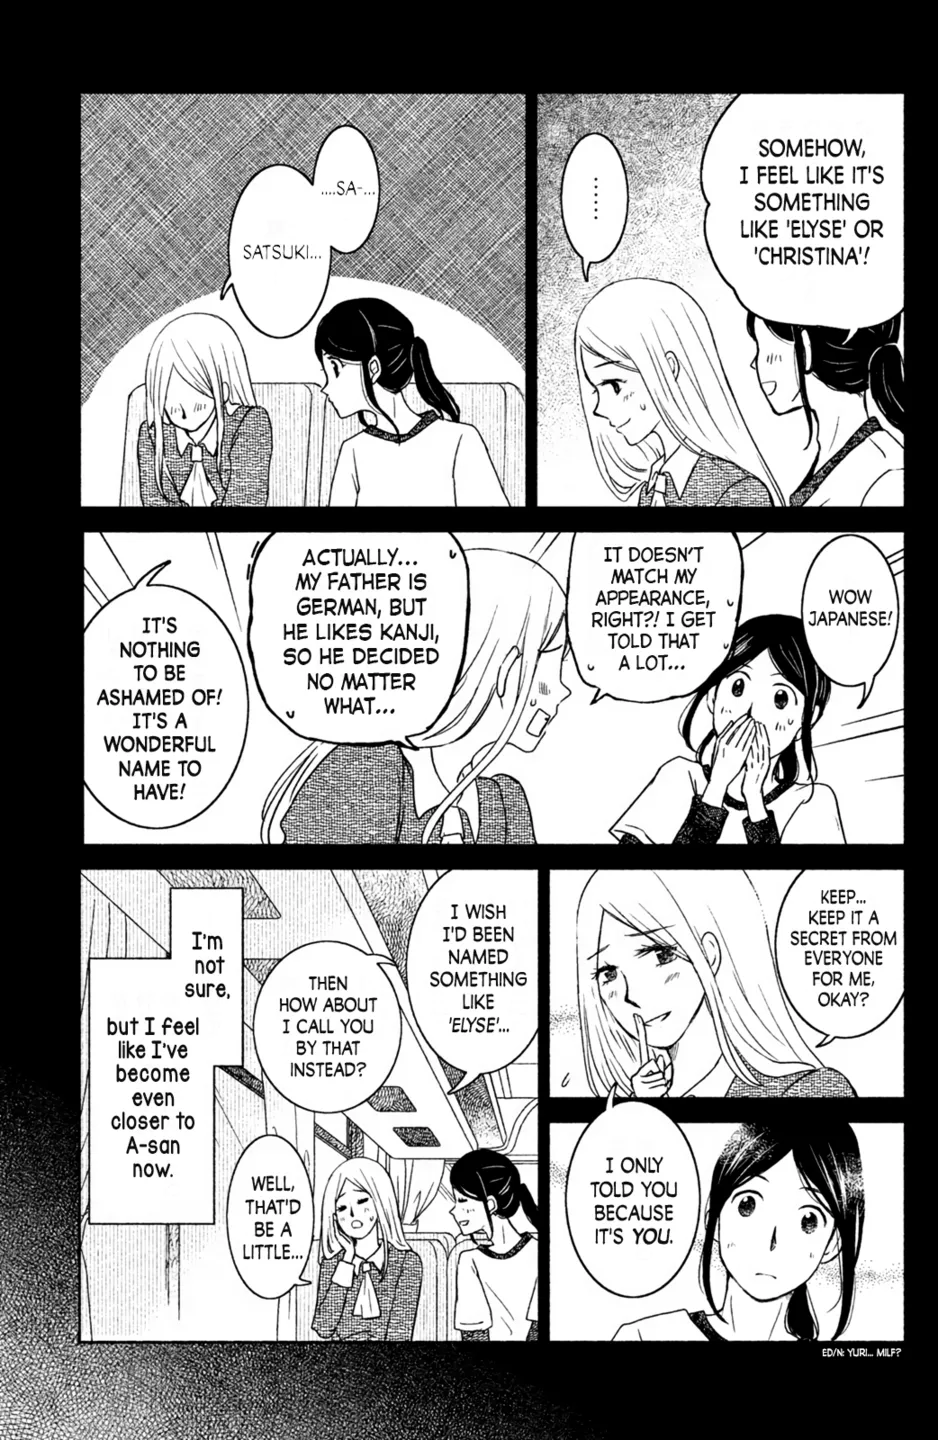 SOMEHOW,
I FEEL LIKE IT'S
SOMETHING
LIKE 'ELYSE' OR
'CHRISTINA'!
......
....SA-...
SATSUKI...
WOW
JAPANESE!
IT DOESN'T
MATCH MY
APPEARANCE,
RIGHT?! I GET
TOLD THAT
A LOT...
ACTUALLY...
MY FATHER IS
GERMAN, BUT
HE LIKES KANJI,
SO HE DECIDED
NO MATTER
WHAT...
IT'S
NOTHING
TO BE
ASHAMED OF!
IT'S A
WONDERFUL
NAME TO
HAVE!
KEEP...
KEEP IT A
SECRET FROM
EVERYONE
FOR ME,
OKAY?
I ONLY
TOLD YOU
BECAUSE
IT'S YOU.
I WISH
I'D BEEN
NAMED
SOMETHING
LIKE
'ELYSE'...
THEN
HOW ABOUT
I CALL YOU
BY THAT
INSTEAD?
WELL,
THAT'D
BE A
LITTLE...
I'm
not
sure,
but I feel
like I've
become
even
closer to
A-san
now.
ED/N: YURI... MILF?